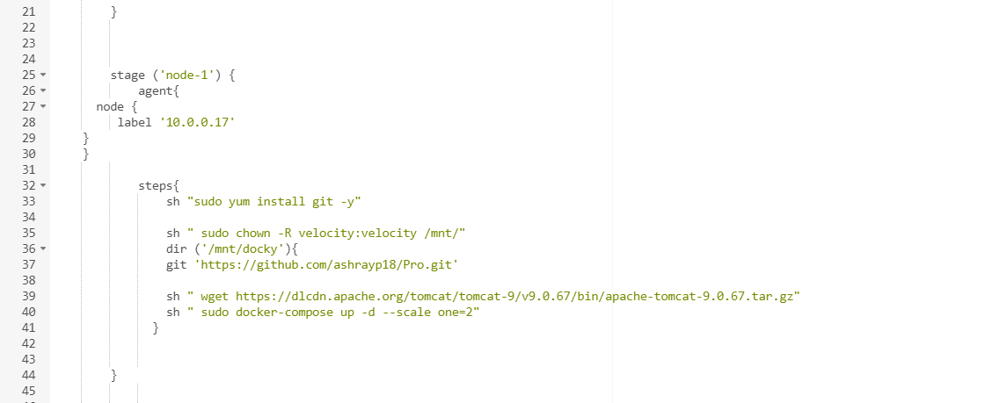 21 }
22
23
24
25 stage ('node-1') {
26 agent{
27 node {
28 label '10.0.0.17'
29 }
30 }
31
32 steps{
33 sh "sudo yum install git -y"
34
35 sh " sudo chown -R velocity:velocity /mnt/"
36 dir ('/mnt/docky'){
37 git 'https://github.com/ashrayp18/Pro.git'
38
39 sh " wget https://dlcdn.apache.org/tomcat/tomcat-9/v9.0.67/bin/apache-tomcat-9.0.67.tar.gz"
40 sh " sudo docker-compose up -d --scale one=2"
41 }
42
43
44 }
45